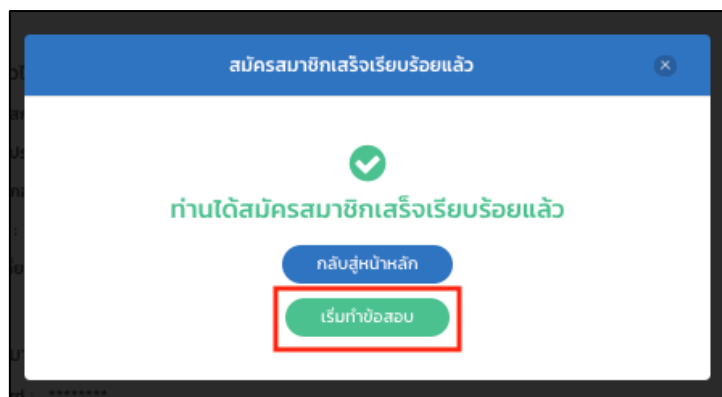 สมัครสมาชิกเสร็จเรียบร้อยแล้ว
ท่านได้สมัครสมาชิกเสร็จเรียบร้อยแล้ว
กลับสู่หน้าหลัก
เริ่มทำข้อสอบ